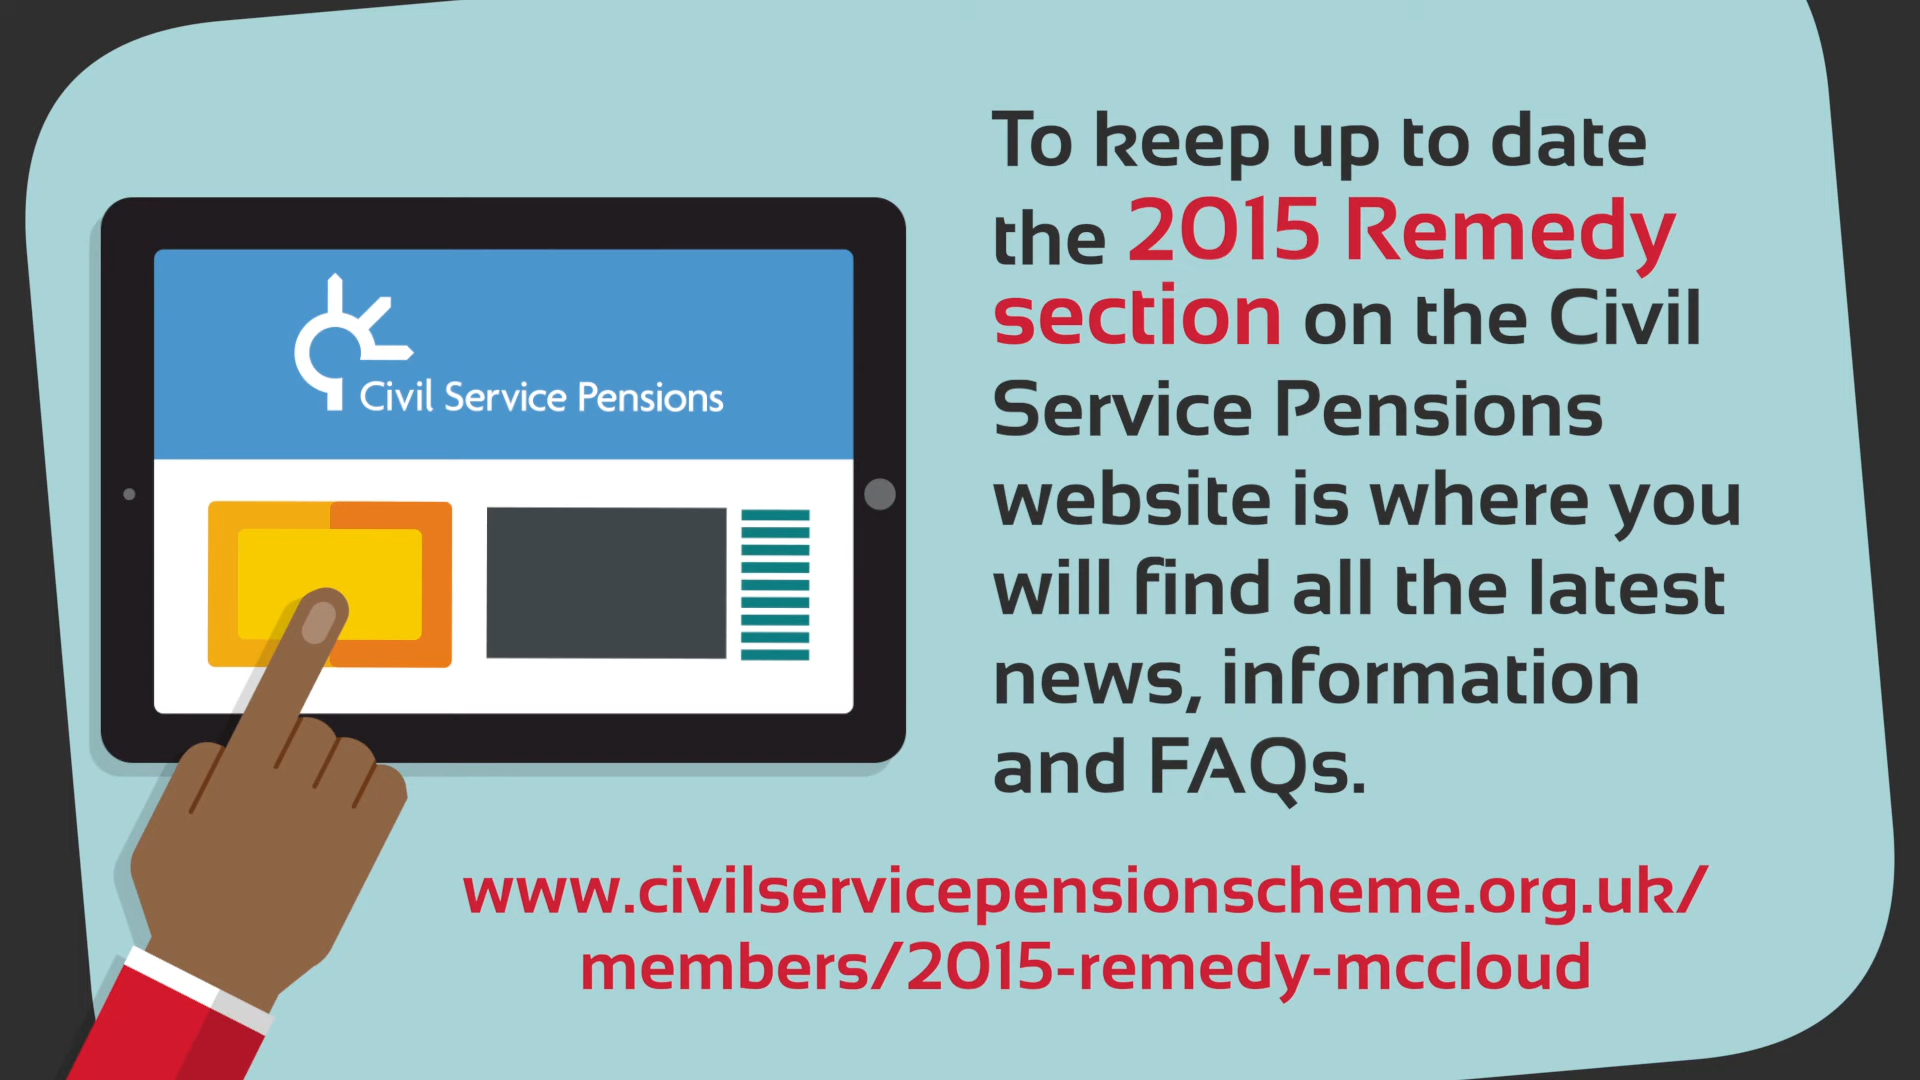 Civil Service Pensions
To keep up to date
the 2015 Remedy
section on the Civil
Service Pensions
website is where you
will find all the latest
news, information
and FAQs.
www.civilservicepensionscheme.org.uk/
members/2015-remedy-mccloud